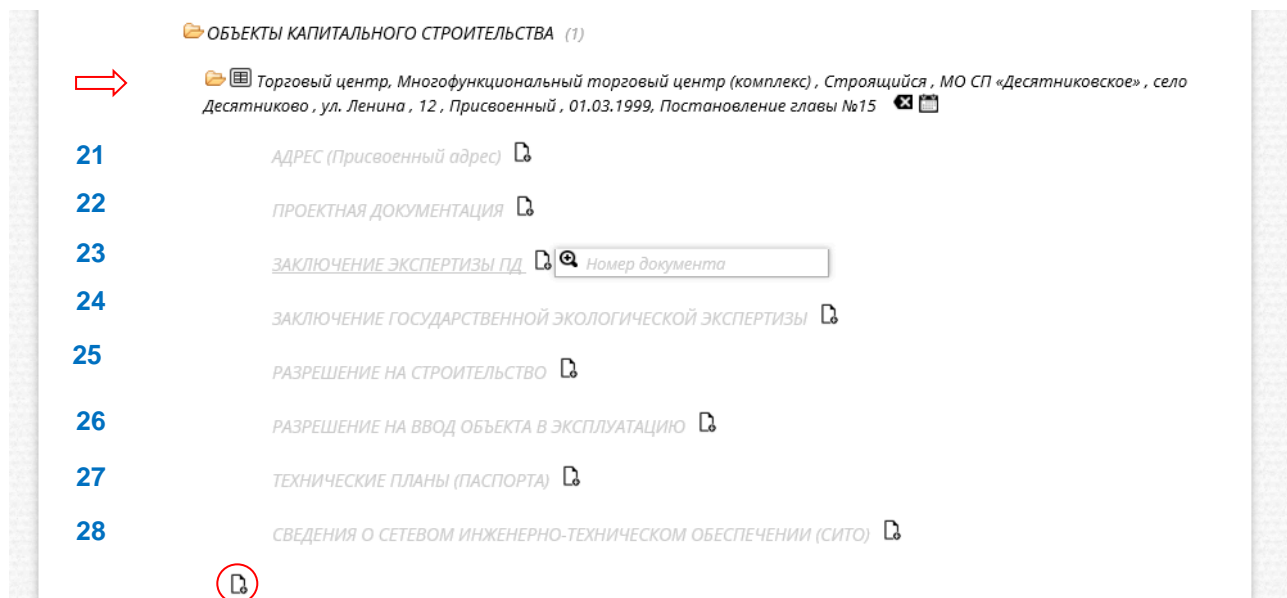 ОБЪЕКТЫ КАПИТАЛЬНОГО СТРОИТЕЛЬСТВА (1)
Торговый центр, Многофункциональный торговый центр (комплекс) , Строящийся , МО СП «Десятниковское» , село
Десятниково , ул. Ленина , 12 , Присвоенный , 01.03.1999, Постановление главы №15
21 АДРЕС (Присвоенный адрес)
22 ПРОЕКТНАЯ ДОКУМЕНТАЦИЯ
23 ЗАКЛЮЧЕНИЕ ЭКСПЕРТИЗЫ ПД Номер документа
24 ЗАКЛЮЧЕНИЕ ГОСУДАРСТВЕННОЙ ЭКОЛОГИЧЕСКОЙ ЭКСПЕРТИЗЫ
25 РАЗРЕШЕНИЕ НА СТРОИТЕЛЬСТВО
26 РАЗРЕШЕНИЕ НА ВВОД ОБЪЕКТА В ЭКСПЛУАТАЦИЮ
27 ТЕХНИЧЕСКИЕ ПЛАНЫ (ПАСПОРТА)
28 СВЕДЕНИЯ О СЕТЕВОМ ИНЖЕНЕРНО-ТЕХНИЧЕСКОМ ОБЕСПЕЧЕНИИ (СИТО)